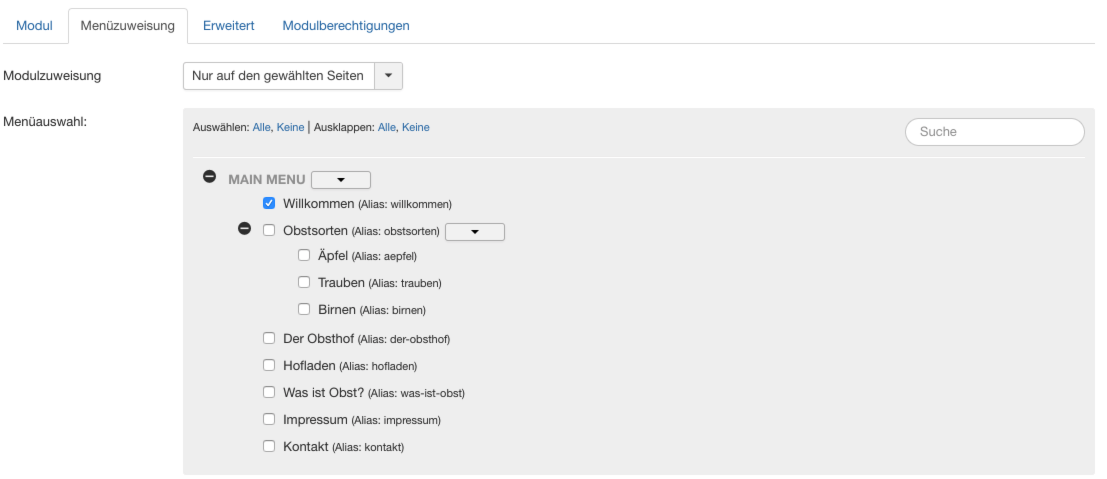 Modul Menüzuweisung Erweitert Modulberechtigungen
Modulzuweisung Nur auf den gewählten Seiten
Menüauswahl: Auswählen: Alle, Keine | Ausklappen: Alle, Keine Suche
MAIN MENU
Willkommen (Alias: willkommen)
Obstsorten (Alias: obstsorten)
Äpfel (Alias: aepfel)
Trauben (Alias: trauben)
Birnen (Alias: birnen)
Der Obsthof (Alias: der-obsthof)
Hofladen (Alias: hofladen)
Was ist Obst? (Alias: was-ist-obst)
Impressum (Alias: impressum)
Kontakt (Alias: kontakt)